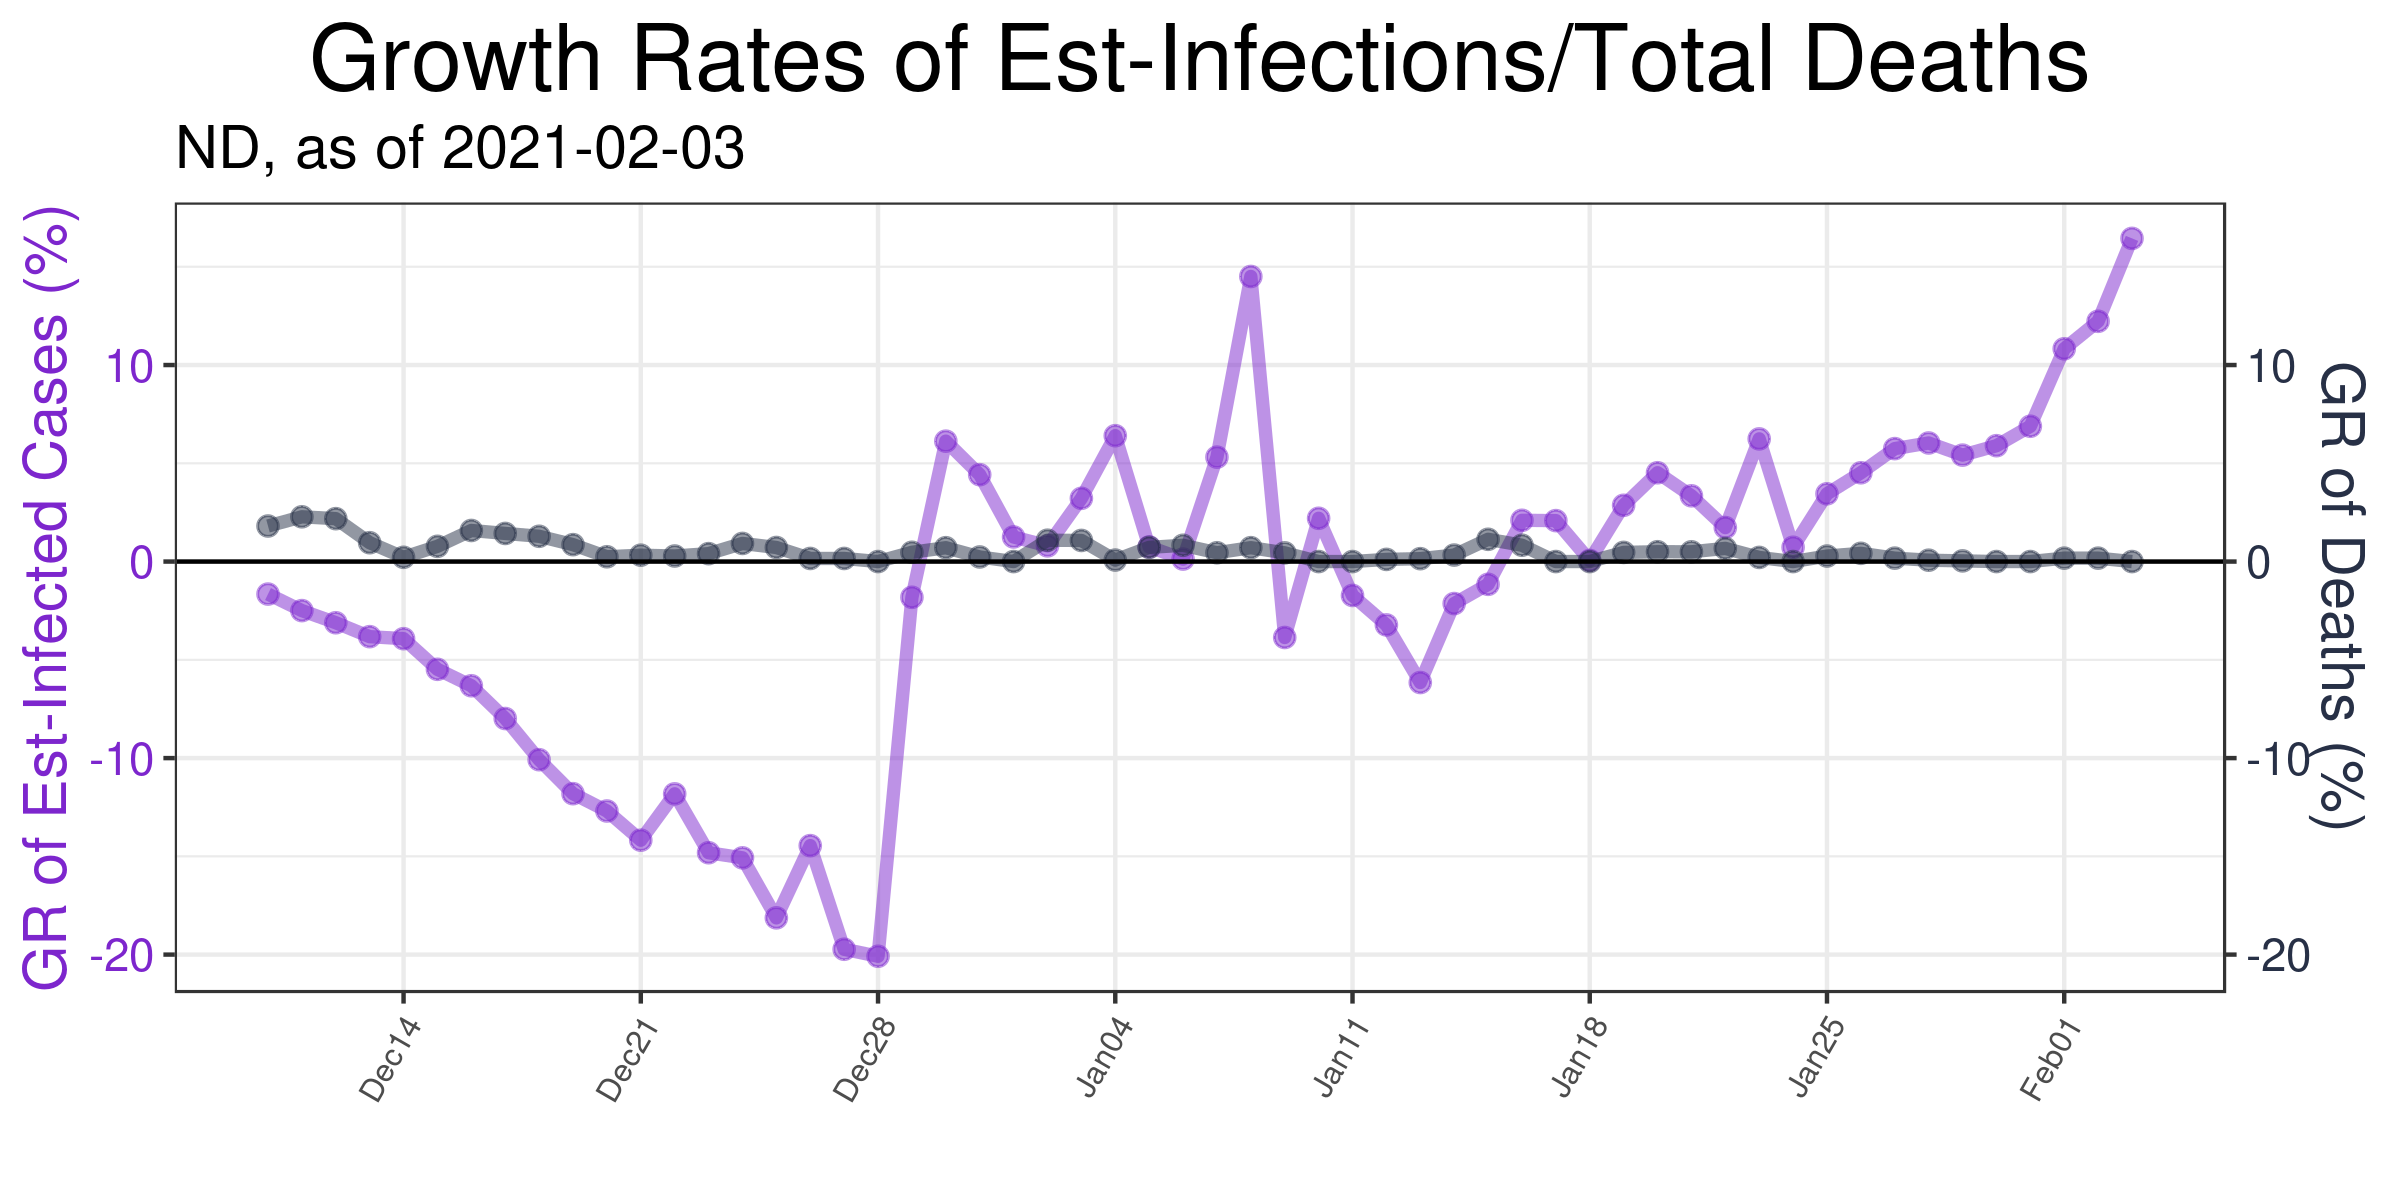 Growth Rates of Est-Infections/Total Deaths
ND, as of 2021-02-03
GR of Est-Infected Cases (%)
10
0
-10
-20
10
0
-10
-20
GR of Deaths (%)
Dec14
Dec21
Dec28
Jan04
Jan11
Jan18
Jan25
Feb01